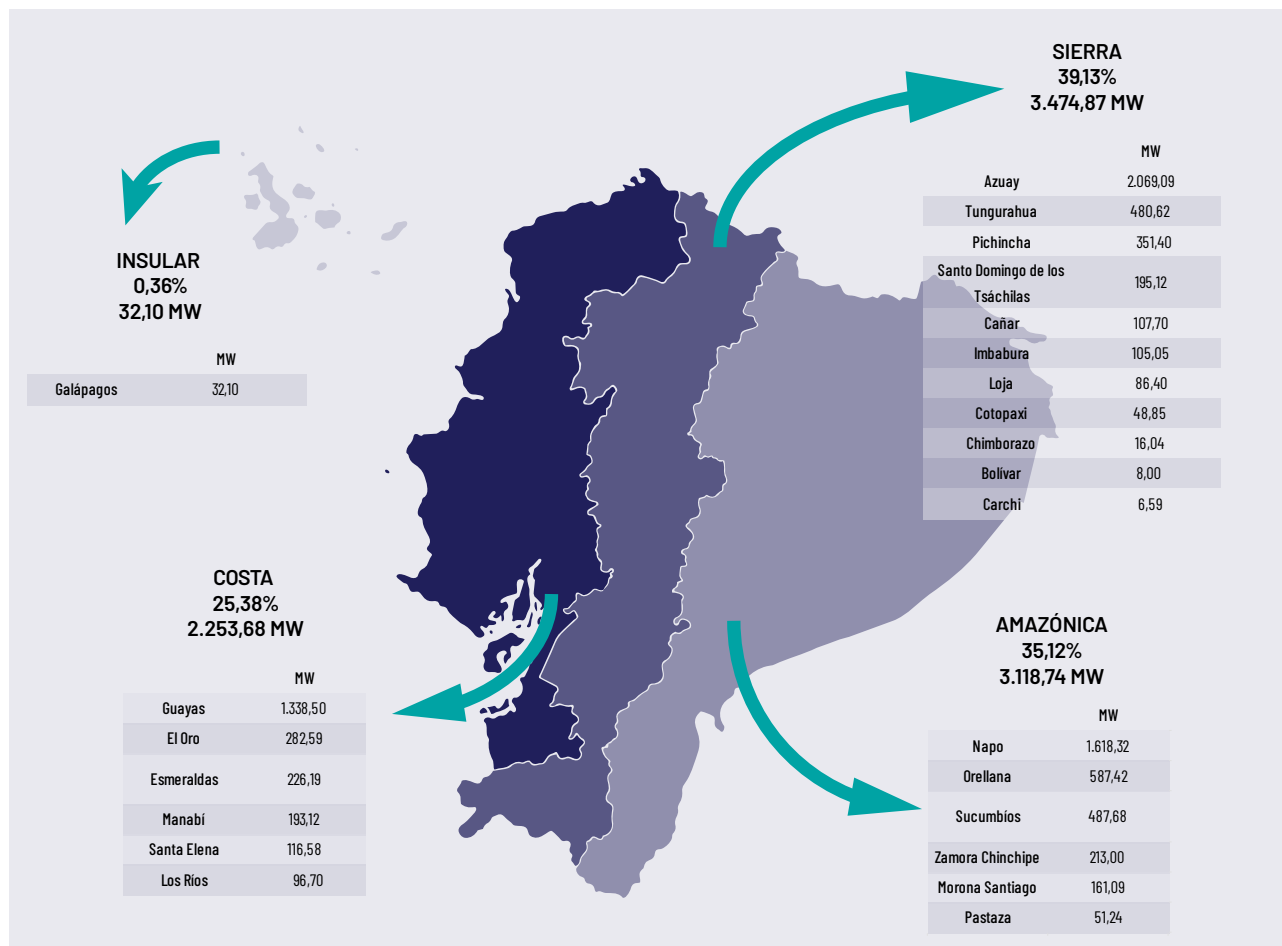 SIERRA
39,13%
3.474,87 MW
MW
Azuay 2.069,09
Tungurahua 480,62
Pichincha 351,40
Santo Domingo de los
Tsáchilas 195,12
Cañar 107,70
Imbabura 105,05
Loja 86,40
Cotopaxi 48,85
Chimborazo 16,04
Bolívar 8,00
Carchi 6,59
INSULAR
0,36%
32,10 MW
MW
Galápagos 32,10
COSTA
25,38%
2.253,68 MW
MW
Guayas 1.338,50
El Oro 282,59
Esmeraldas 226,19
Manabí 193,12
Santa Elena 116,58
Los Ríos 96,70
AMAZÓNICA
35,12%
3.118,74 MW
MW
Napo 1.618,32
Orellana 587,42
Sucumbíos 487,68
Zamora Chinchipe 213,00
Morona Santiago 161,09
Pastaza 51,24